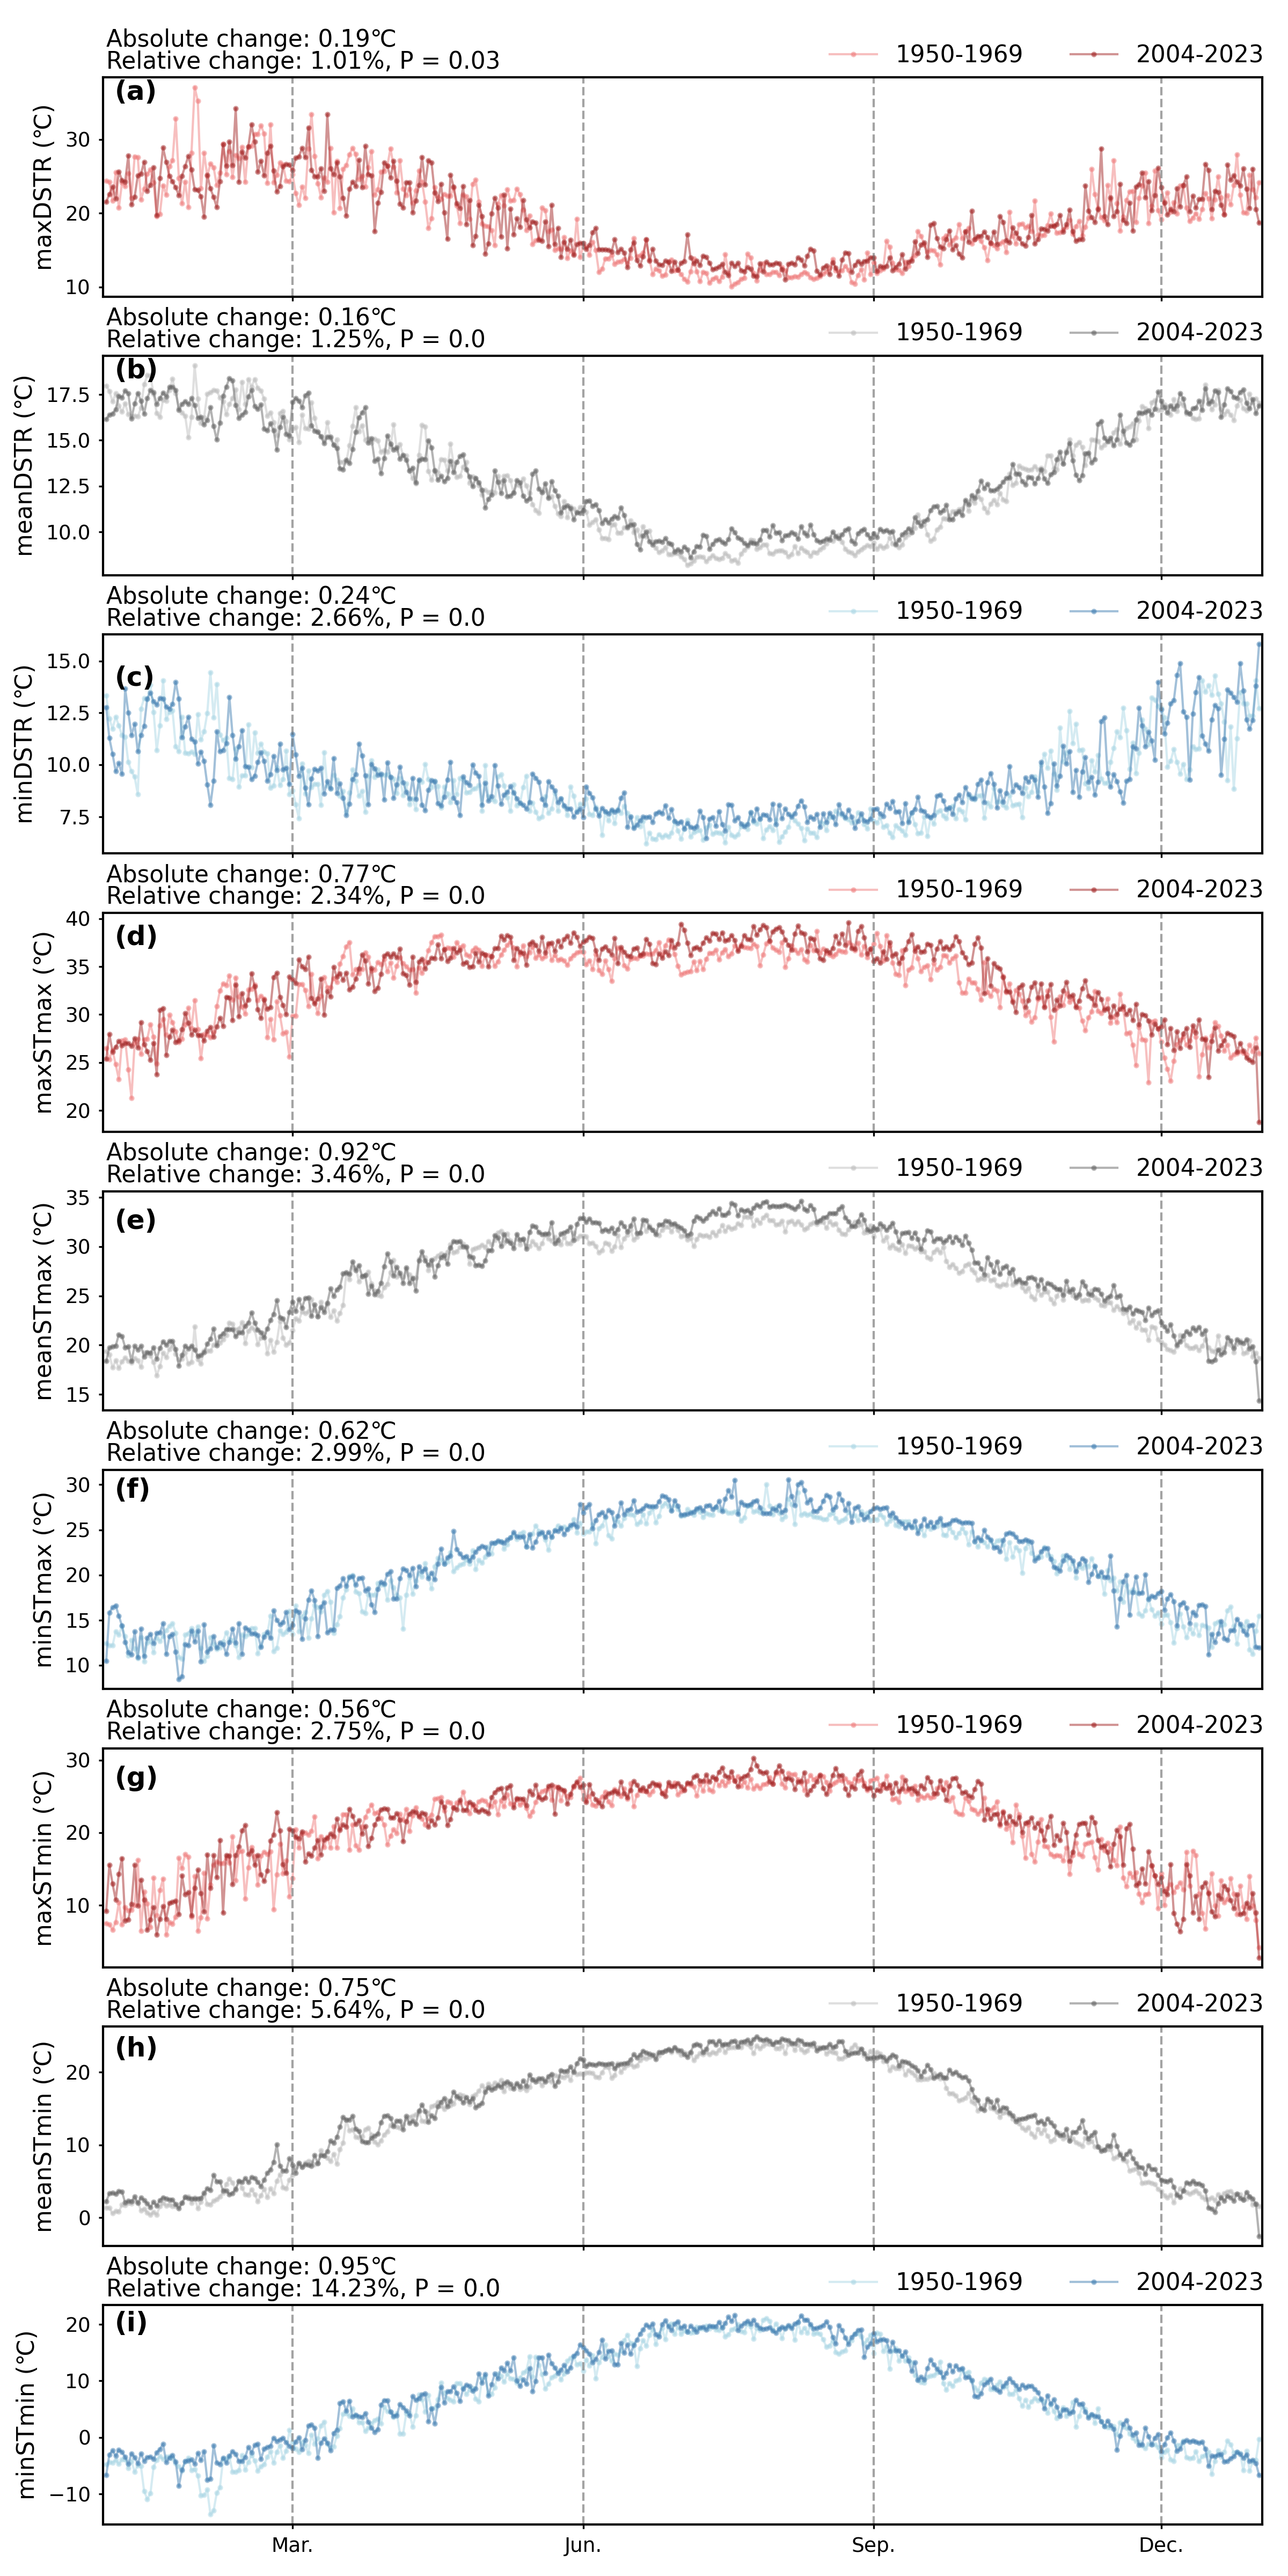 Absolute change: 0.19℃
Relative change: 1.01%, P = 0.03
1950-1969 2004-2023
(a)
maxDSTR (℃)
30
20
10
Absolute change: 0.16℃
Relative change: 1.25%, P = 0.0
1950-1969 2004-2023
(b)
meanDSTR (℃)
17.5
15.0
12.5
10.0
Absolute change: 0.24℃
Relative change: 2.66%, P = 0.0
1950-1969 2004-2023
(c)
minDSTR (℃)
15.0
12.5
10.0
7.5
Absolute change: 0.77℃
Relative change: 2.34%, P = 0.0
1950-1969 2004-2023
(d)
maxSTmax (℃)
40
35
30
25
20
Absolute change: 0.92℃
Relative change: 3.46%, P = 0.0
1950-1969 2004-2023
(e)
meanSTmax (℃)
35
30
25
20
15
Absolute change: 0.62℃
Relative change: 2.99%, P = 0.0
1950-1969 2004-2023
(f)
minSTmax (℃)
30
25
20
15
10
Absolute change: 0.56℃
Relative change: 2.75%, P = 0.0
1950-1969 2004-2023
(g)
maxSTmin (℃)
30
20
10
Absolute change: 0.75℃
Relative change: 5.64%, P = 0.0
1950-1969 2004-2023
(h)
meanSTmin (℃)
20
10
0
Absolute change: 0.95℃
Relative change: 14.23%, P = 0.0
1950-1969 2004-2023
(i)
minSTmin (℃)
20
10
0
−10
Mar. Jun. Sep. Dec.